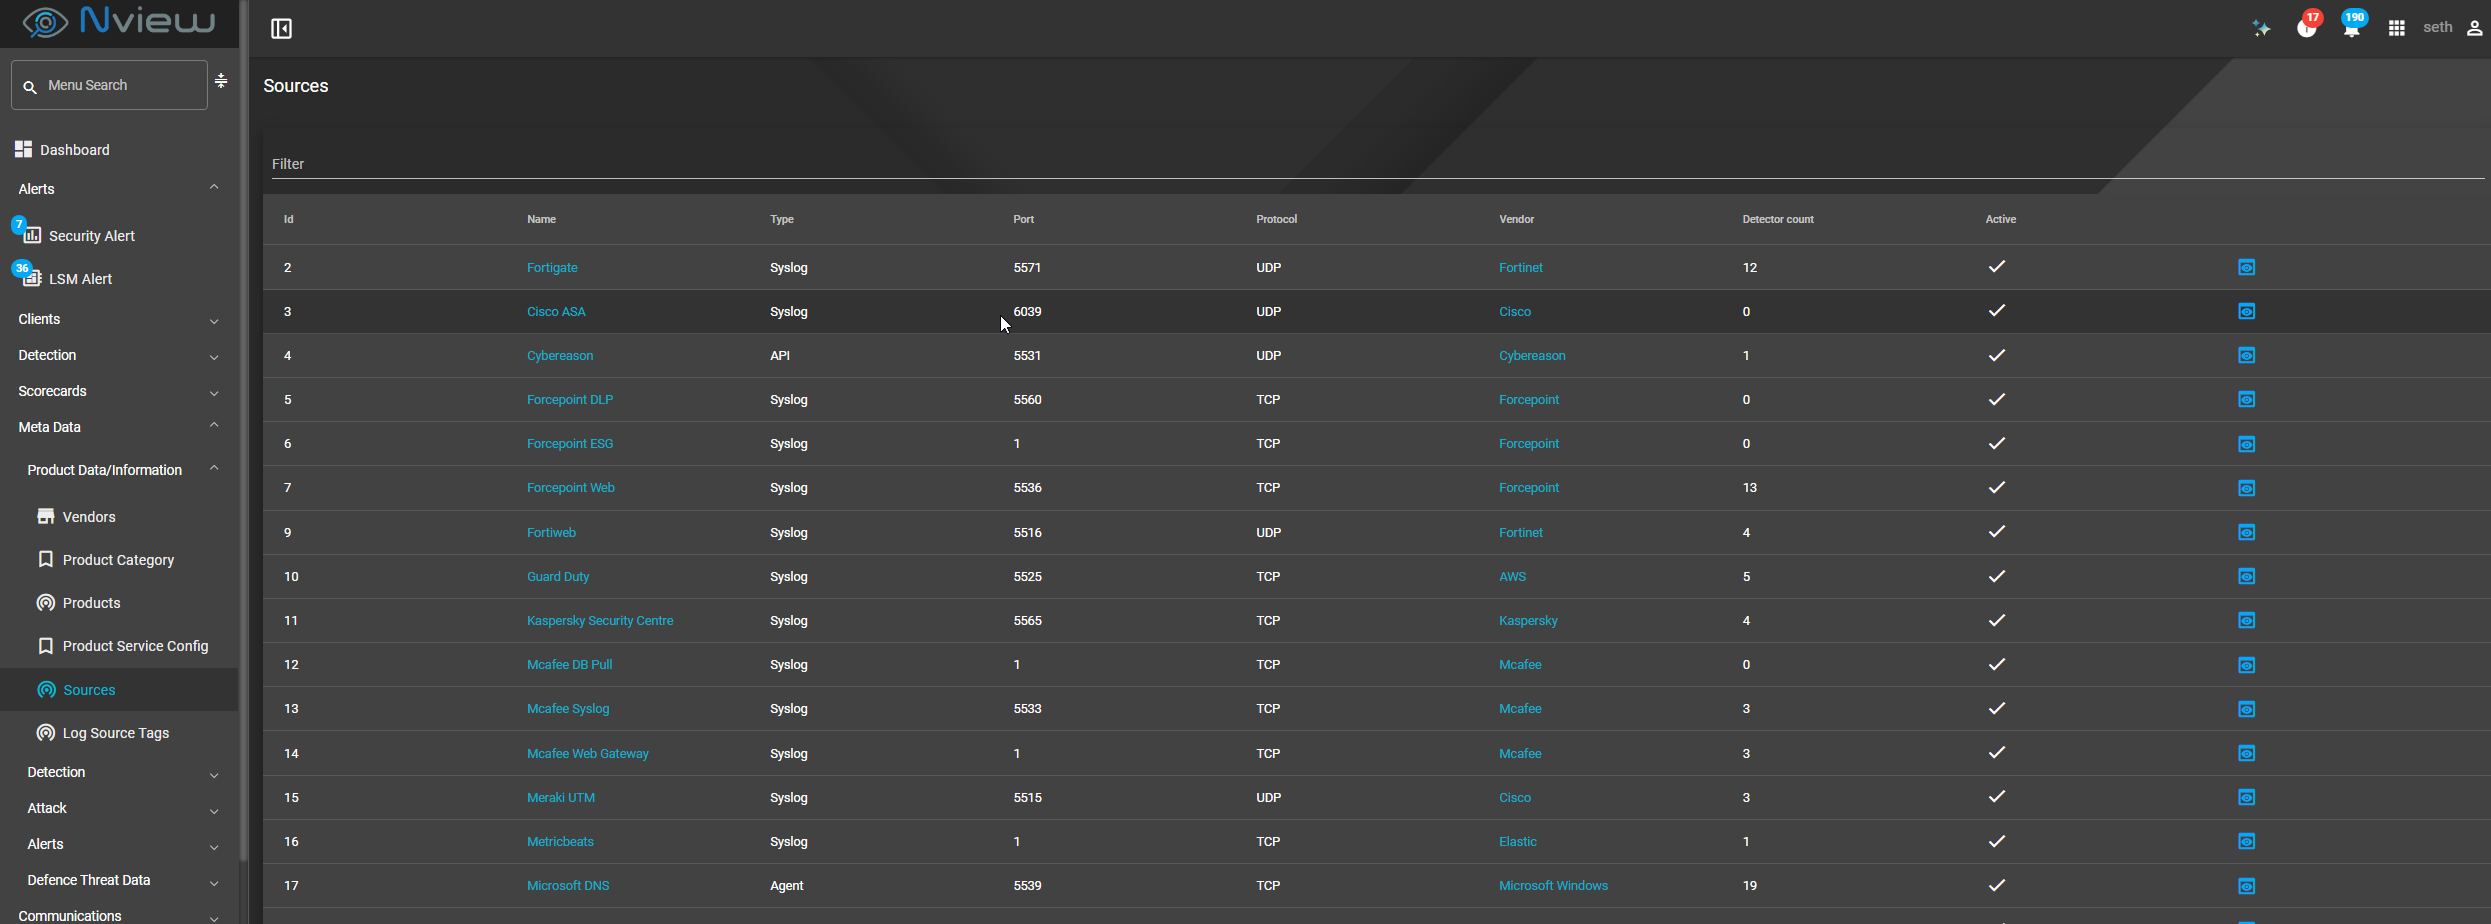 Nview
17
190
seth
Menu Search
Dashboard
Alerts
7
Security Alert
36
LSM Alert
Clients
Detection
Scorecards
Meta Data
Product Data/Information
Vendors
Product Category
Products
Product Service Config
Sources
Log Source Tags
Detection
Attack
Alerts
Defence Threat Data
Communications
Sources
Filter
Id Name Type Port Protocol Vendor Detector count Active
2 Fortigate Syslog 5571 UDP Fortinet 12
3 Cisco ASA Syslog 6039 UDP Cisco 0
4 Cybereason API 5531 UDP Cybereason 1
5 Forcepoint DLP Syslog 5560 TCP Forcepoint 0
6 Forcepoint ESG Syslog 1 TCP Forcepoint 0
7 Forcepoint Web Syslog 5536 TCP Forcepoint 13
9 Fortiweb Syslog 5516 UDP Fortinet 4
10 Guard Duty Syslog 5525 TCP AWS 5
11 Kaspersky Security Centre Syslog 5565 TCP Kaspersky 4
12 Mcafee DB Pull Syslog 1 TCP Mcafee 0
13 Mcafee Syslog Syslog 5533 TCP Mcafee 3
14 Mcafee Web Gateway Syslog 1 TCP Mcafee 3
15 Meraki UTM Syslog 5515 UDP Cisco 3
16 Metricbeats Syslog 1 TCP Elastic 1
17 Microsoft DNS Agent 5539 TCP Microsoft Windows 19